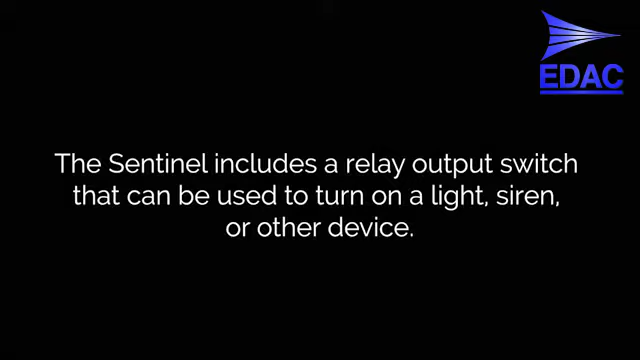 EDAC
The Sentinel includes a relay output switch
that can be used to turn on a light, siren,
or other device.